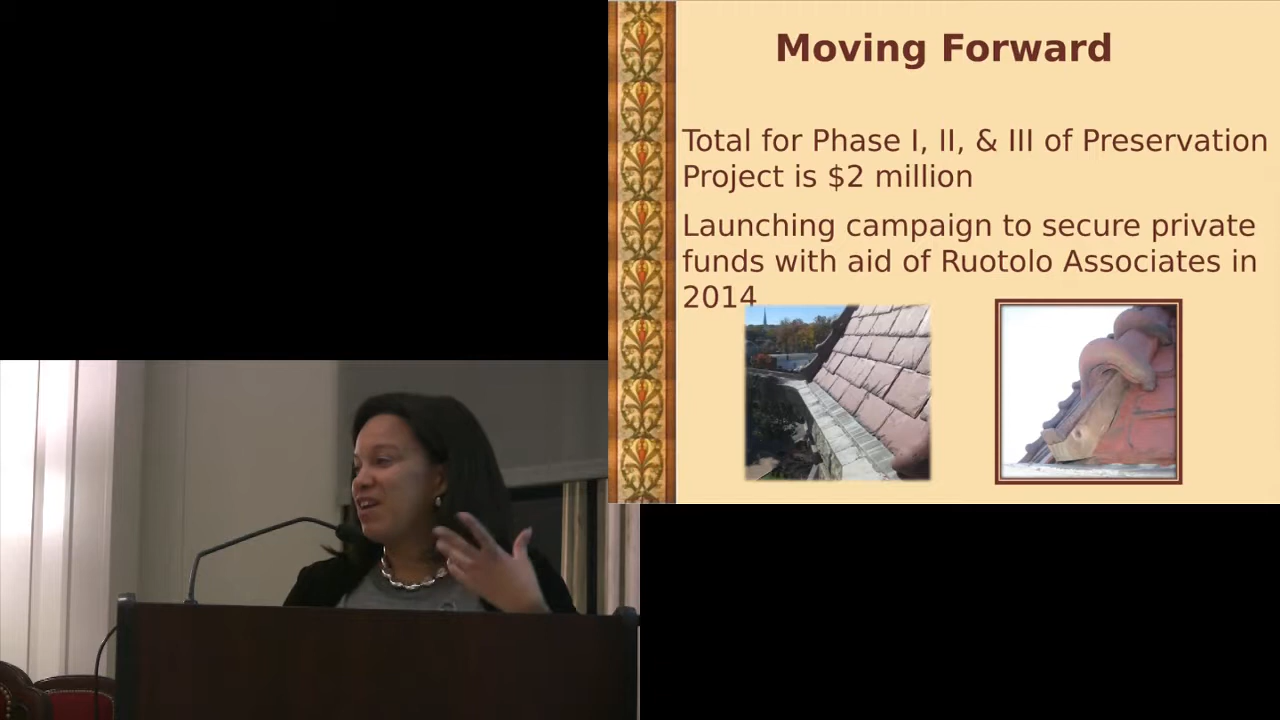 Moving Forward
Total for Phase I, II, & III of Preservation
Project is $2 million
Launching campaign to secure private
funds with aid of Ruotolo Associates in
2014